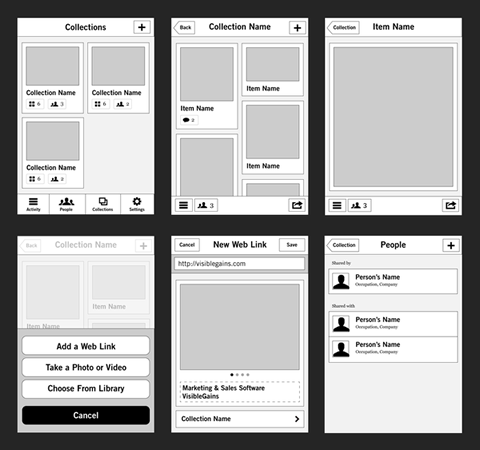 Collections
+
Collection Name
6 3
Collection Name
6 2
Collection Name
6 2
Activity People Collections Settings
Back Collection Name +
Item Name
2
Item Name
Item Name
3
Collection Item Name
3
Back Collection Name +
Item Name
Item Name
Add a Web Link
Take a Photo or Video
Choose From Library
Cancel
Cancel New Web Link Save
http://visiblegains.com
Marketing & Sales Software
VisibleGains
Collection Name
Collection People +
Shared by
Person's Name
Occupation, Company
Shared with
Person's Name
Occupation, Company
Person's Name
Occupation, Company